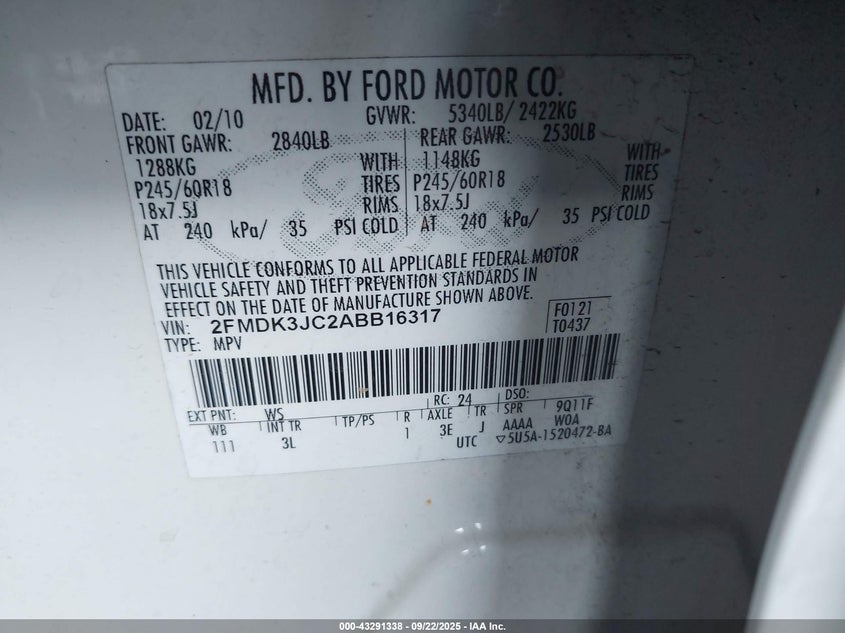 MFD. BY FORD MOTOR CO.
DATE: 02/10 GVWR: 5340LB/ 2422KG
FRONT GAWR: 2840LB REAR GAWR: 2530LB
1288KG WITH 1148KG WITH
P245/60R18 TIRES P245/60R18 TIRES
18x7.5J RIMS 18x7.5J RIMS
AT 240 kPa/ 35 PSI COLD AT 240 kPa/ 35 PSI COLD
THIS VEHICLE CONFORMS TO ALL APPLICABLE FEDERAL MOTOR
VEHICLE SAFETY AND THEFT PREVENTION STANDARDS IN
EFFECT ON THE DATE OF MANUFACTURE SHOWN ABOVE.
VIN: 2FMDK3JC2ABB16317 F0121
TYPE: MPV T0437
EXT PNT: WS RC: 24 DSO:
WB INT TR TP/PS R AXLE TR SPR 9Q11F
111 3L 1 3E J AAAA W0A
UTC ▽5U5A-1520472-BA
000-43291338 - 09/22/2025 - IAA Inc.